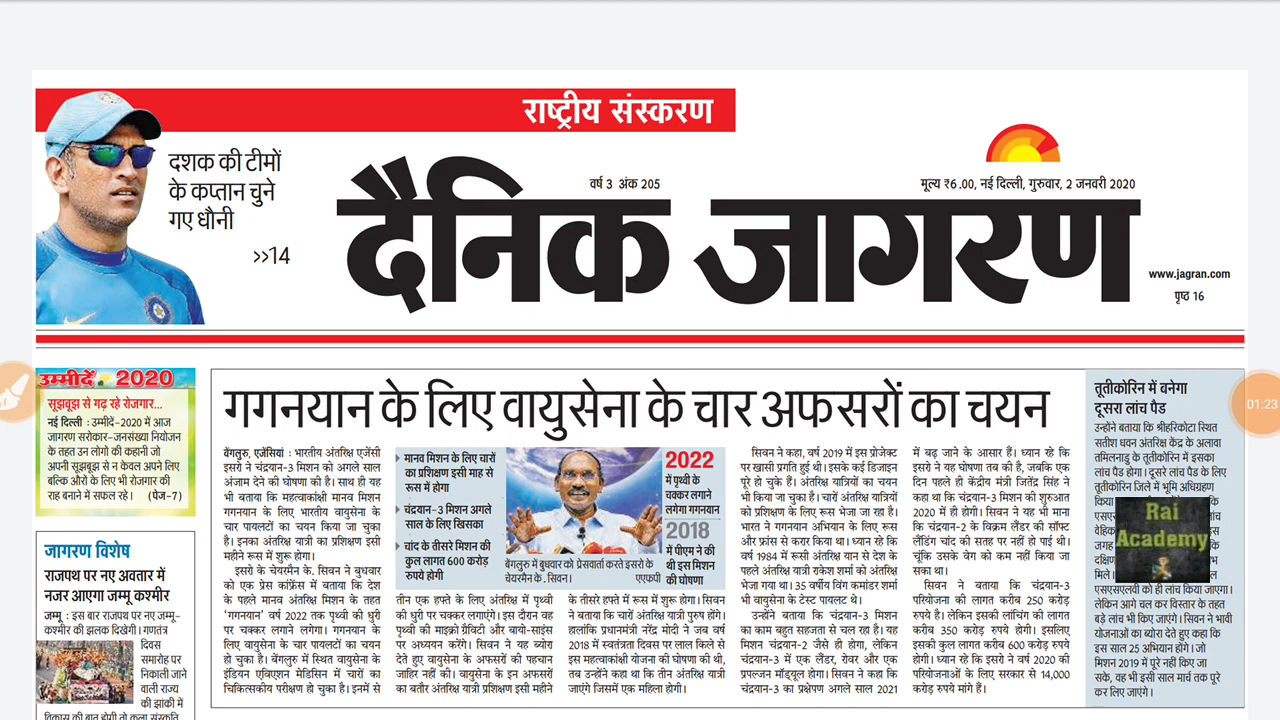 राष्ट्रीय संस्करण
दशक की टीमों
के कप्तान चुने
गए धौनी
>>14
वर्ष 3 अंक 205
मूल्य ₹6.00, नई दिल्ली, गुरुवार, 2 जनवरी 2020
दैनिक जागरण
www.jagran.com
पृष्ठ 16
उम्मीदें 2020
सूझबूझ से गढ़ रहे रोजगार...
नई दिल्ली : उम्मीदें-2020 में आज
जागरण सरोकार-जनसंख्या नियोजन
के तहत उन लोगो की कहानी जो
अपनी सूझबूझ से न केवल अपने लिए
बल्कि औरों के लिए भी रोजगार की
राह बनाने में सफल रहे। (पेज-7)
जागरण विशेष
राजपथ पर नए अवतार में
नजर आएगा जम्मू कश्मीर
जम्मू : इस बार राजपथ पर नए जम्मू-
कश्मीर की झलक दिखेगी। गणतंत्र
दिवस
समारोह पर
निकाली जाने
वाली राज्य
की झांकी में
विकास की बात होगी तो कला संस्कृति
गगनयान के लिए वायुसेना के चार अफसरों का चयन
बेंगलुरु, एजेंसियां : भारतीय अंतरिक्ष एजेंसी
इसरो ने चंद्रयान-3 मिशन को अगले साल
अंजाम देने की घोषणा की है। साथ ही यह
भी बताया कि महत्वाकांक्षी मानव मिशन
गगनयान के लिए भारतीय वायुसेना के
चार पायलटों का चयन किया जा चुका
है। इनका अंतरिक्ष यात्रा का प्रशिक्षण इसी
महीने रूस में शुरू होगा।
इसरो के चेयरमैन के. सिवन ने बुधवार
को एक प्रेस कांफ्रेंस में बताया कि देश
के पहले मानव अंतरिक्ष मिशन के तहत
'गगनयान' वर्ष 2022 तक पृथ्वी की धुरी
पर चक्कर लगाने लगेगा। गगनयान के
लिए वायुसेना के चार पायलटों का चयन
हो चुका है। बेंगलुरु में स्थित वायुसेना के
इंडियन एविएशन मेडिसिन में चारों का
चिकित्सकीय परीक्षण हो चुका है। इनमें से
मानव मिशन के लिए चारों
का प्रशिक्षण इसी माह से
रूस में होगा
चंद्रयान-3 मिशन अगले
साल के लिए खिसका
चांद के तीसरे मिशन की
कुल लागत 600 करोड़
रुपये होगी
2022
में पृथ्वी के
चक्कर लगाने
लगेगा गगनयान
2018
में पीएम ने की
थी इस मिशन
की घोषणा
बेंगलुरु में बुधवार को प्रेसवार्ता करते इसरो के
चेयरमैन के. सिवन। एएफपी
तीन एक हफ्ते के लिए अंतरिक्ष में पृथ्वी
की धुरी पर चक्कर लगाएंगे। इस दौरान वह
पृथ्वी की माइक्रो ग्रैविटी और बायो-साइंस
पर अध्ययन करेंगे। सिवन ने यह ब्योरा
देते हुए वायुसेना के अफसरों की पहचान
जाहिर नहीं की। वायुसेना के इन अफसरों
का बतौर अंतरिक्ष यात्री प्रशिक्षण इसी महीने
के तीसरे हफ्ते में रूस में शुरू होगा। सिवन
ने बताया कि चारों अंतरिक्ष यात्री पुरुष होंगे।
हालांकि प्रधानमंत्री नरेंद्र मोदी ने जब वर्ष
2018 में स्वतंत्रता दिवस पर लाल किले से
इस महत्वाकांक्षी योजना की घोषणा की थी,
तब उन्होंने कहा था कि तीन अंतरिक्ष यात्री
जाएंगे जिसमें एक महिला होगी।
सिवन ने कहा, वर्ष 2019 में इस प्रोजेक्ट
पर खासी प्रगति हुई थी। इसके कई डिजाइन
पूरे हो चुके हैं। अंतरिक्ष यात्रियों का चयन
भी किया जा चुका है। चारों अंतरिक्ष यात्रियों
को प्रशिक्षण के लिए रूस भेजा जा रहा है।
भारत ने गगनयान अभियान के लिए रूस
और फ्रांस से करार किया था। ध्यान रहे कि
वर्ष 1984 में रूसी अंतरिक्ष यान से देश के
पहले अंतरिक्ष यात्री राकेश शर्मा को अंतरिक्ष
भेजा गया था। 35 वर्षीय विंग कमांडर शर्मा
भी वायुसेना के टेस्ट पायलट थे।
उन्होंने बताया कि चंद्रयान-3 मिशन
का काम बहुत सहजता से चल रहा है। यह
मिशन चंद्रयान-2 जैसे ही होगा, लेकिन
चंद्रयान-3 में एक लैंडर, रोवर और एक
प्रपल्जन मॉड्यूल होगा। सिवन ने कहा कि
चंद्रयान-3 का प्रक्षेपण अगले साल 2021
में बढ़ जाने के आसार हैं। ध्यान रहे कि
इसरो ने यह घोषणा तब की है, जबकि एक
दिन पहले ही केंद्रीय मंत्री जितेंद्र सिंह ने
कहा था कि चंद्रयान-3 मिशन की शुरुआत
2020 में ही होगी। सिवन ने यह भी माना
कि चंद्रयान-2 के विक्रम लैंडर की सॉफ्ट
लैंडिंग चांद की सतह पर नहीं हो पाई थी।
चूंकि उसके वेग को कम नहीं किया जा
सका था।
सिवन ने बताया कि चंद्रयान-3
परियोजना की लागत करीब 250 करोड़
रुपये है। लेकिन इसकी लांचिंग की लागत
करीब 350 करोड़ रुपये होगी। इसलिए
इसकी कुल लागत करीब 600 करोड़ रुपये
होगी। ध्यान रहे कि इसरो ने वर्ष 2020 की
परियोजनाओं के लिए सरकार से 14,000
करोड़ रुपये मांगे हैं।
तूतीकोरिन में बनेगा
दूसरा लांच पैड
उन्होंने बताया कि श्रीहरिकोटा स्थित
सतीश धवन अंतरिक्ष केंद्र के अलावा
तमिलनाडु के तूतीकोरिन में इसका
लांच पैड होगा। दूसरे लांच पैड के लिए
तूतीकोरिन जिले में भूमि अधिग्रहण
किया कि
जगह
मिले।
एसएसएलवी को ही लांच किया जाएगा।
लेकिन आगे चल कर विस्तार के तहत
बड़े लांच भी किए जाएंगे। सिवन ने भावी
योजनाओं का ब्योरा देते हुए कहा कि
इस साल 25 अभियान होंगे। जो
मिशन 2019 में पूरे नहीं किए जा
सके, वह भी इसी साल मार्च तक पूरे
कर लिए जाएंगे।
Rai
Academy
01:23